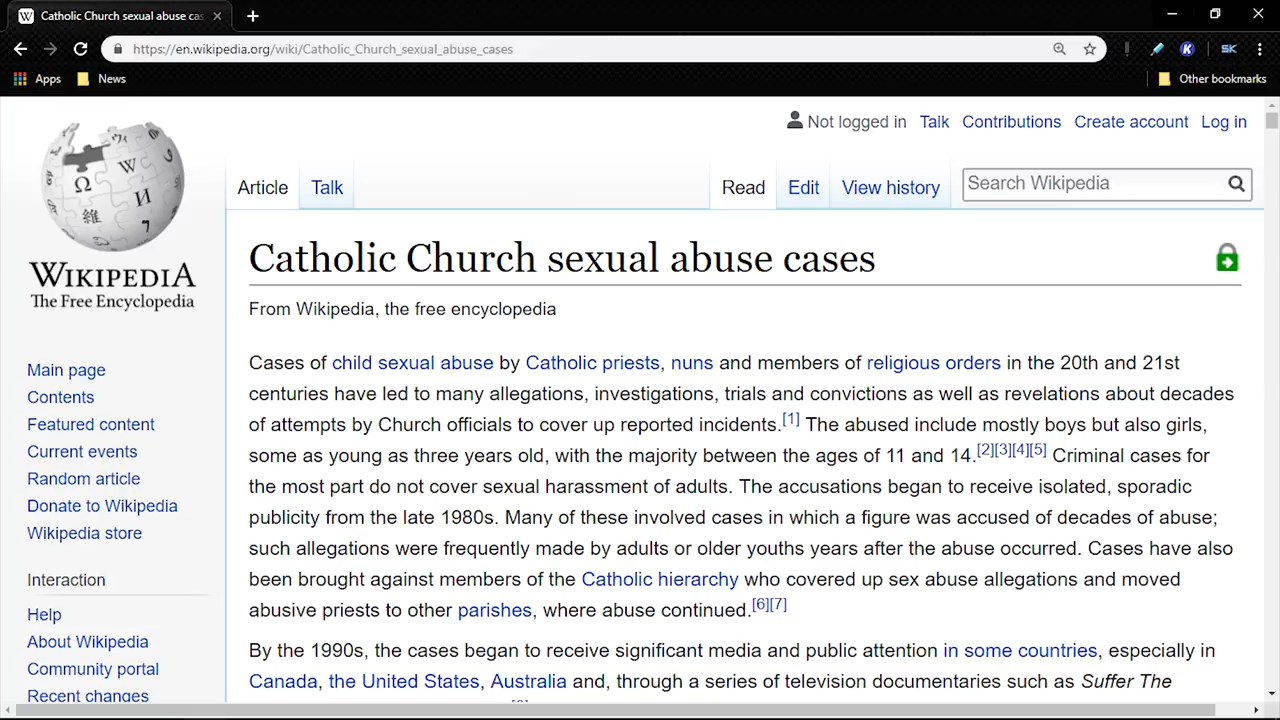 Catholic Church sexual abuse cas
https://en.wikipedia.org/wiki/Catholic_Church_sexual_abuse_cases
SK
Apps
News
Other bookmarks
Not logged in
Talk
Contributions
Create account
Log in
Article
Talk
Read
Edit
View history
Search Wikipedia
WIKIPEDIA
The Free Encyclopedia
Main page
Contents
Featured content
Current events
Random article
Donate to Wikipedia
Wikipedia store
Interaction
Help
About Wikipedia
Community portal
Recent changes
Catholic Church sexual abuse cases
From Wikipedia, the free encyclopedia
Cases of child sexual abuse by Catholic priests, nuns and members of religious orders in the 20th and 21st
centuries have led to many allegations, investigations, trials and convictions as well as revelations about decades
of attempts by Church officials to cover up reported incidents.[1] The abused include mostly boys but also girls,
some as young as three years old, with the majority between the ages of 11 and 14.[2][3][4][5] Criminal cases for
the most part do not cover sexual harassment of adults. The accusations began to receive isolated, sporadic
publicity from the late 1980s. Many of these involved cases in which a figure was accused of decades of abuse;
such allegations were frequently made by adults or older youths years after the abuse occurred. Cases have also
been brought against members of the Catholic hierarchy who covered up sex abuse allegations and moved
abusive priests to other parishes, where abuse continued.[6][7]
By the 1990s, the cases began to receive significant media and public attention in some countries, especially in
Canada, the United States, Australia and, through a series of television documentaries such as Suffer The